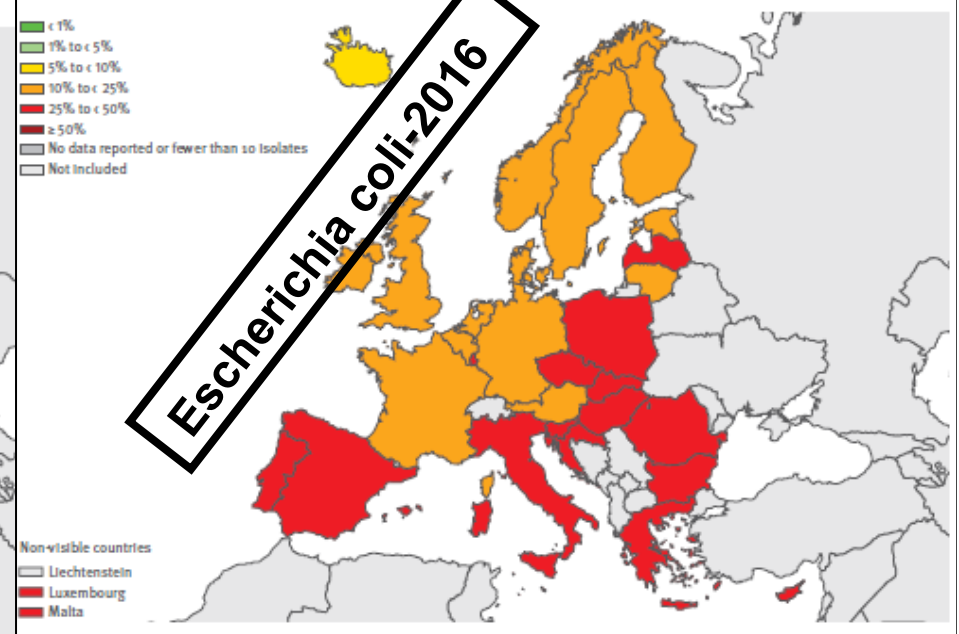 < 1%
1% to < 5%
5% to < 10%
10% to < 25%
25% to < 50%
≥ 50%
No data reported or fewer than 10 isolates
Not included
Escherichia coli-2016
Non-visible countries
Liechtenstein
Luxembourg
Malta